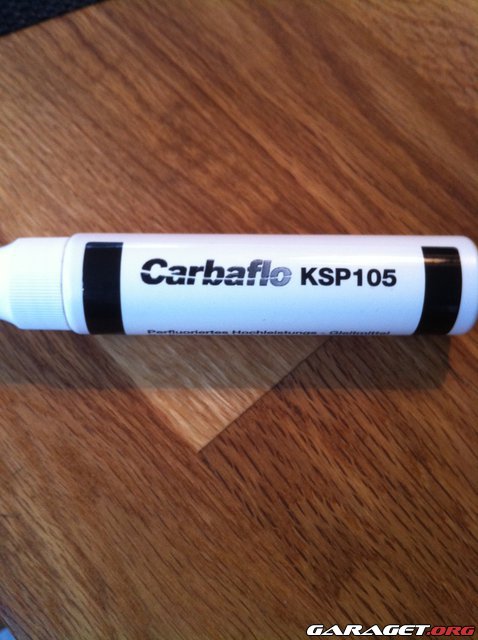 Carbaflo KSP105
Perfluoriertes Hochleistungs - Gleitmittel
GARAGET.ORG